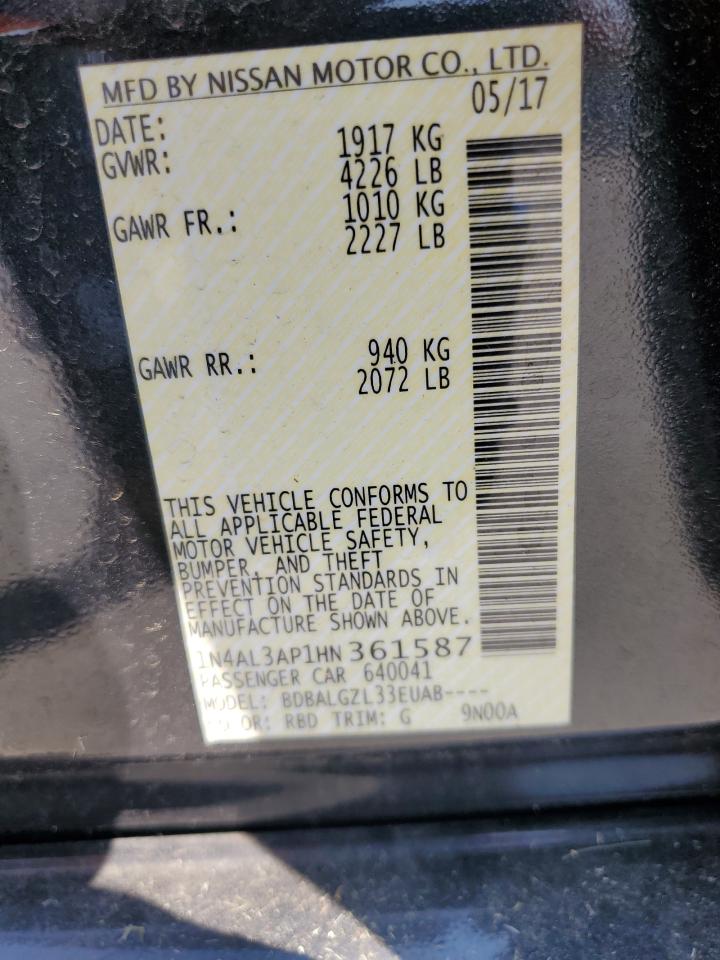 MFD BY NISSAN MOTOR CO., LTD.
DATE: 05/17
GVWR: 1917 KG
4226 LB
GAWR FR.: 1010 KG
2227 LB
GAWR RR.: 940 KG
2072 LB
THIS VEHICLE CONFORMS TO
ALL APPLICABLE FEDERAL
MOTOR VEHICLE SAFETY,
BUMPER, AND THEFT
PREVENTION STANDARDS IN
EFFECT ON THE DATE OF
MANUFACTURE SHOWN ABOVE.
1N4AL3AP1HN 361587
PASSENGER CAR 640041
MODEL: BDBALGZL33EUAB----
RBD TRIM: G 9N00A